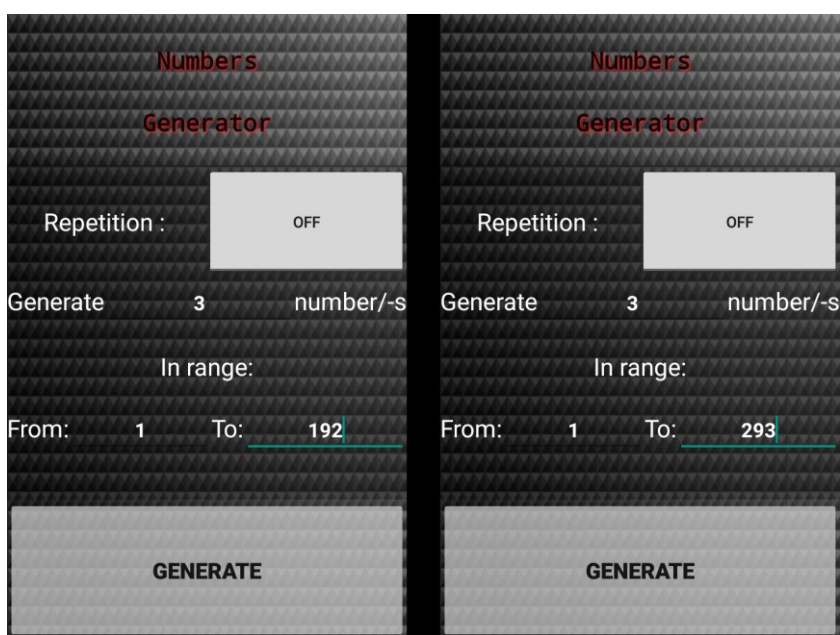 Numbers
Generator
Repetition :
OFF
Generate 3 number/-s
In range:
From: 1 To: 192
GENERATE
Numbers
Generator
Repetition :
OFF
Generate 3 number/-s
In range:
From: 1 To: 293
GENERATE